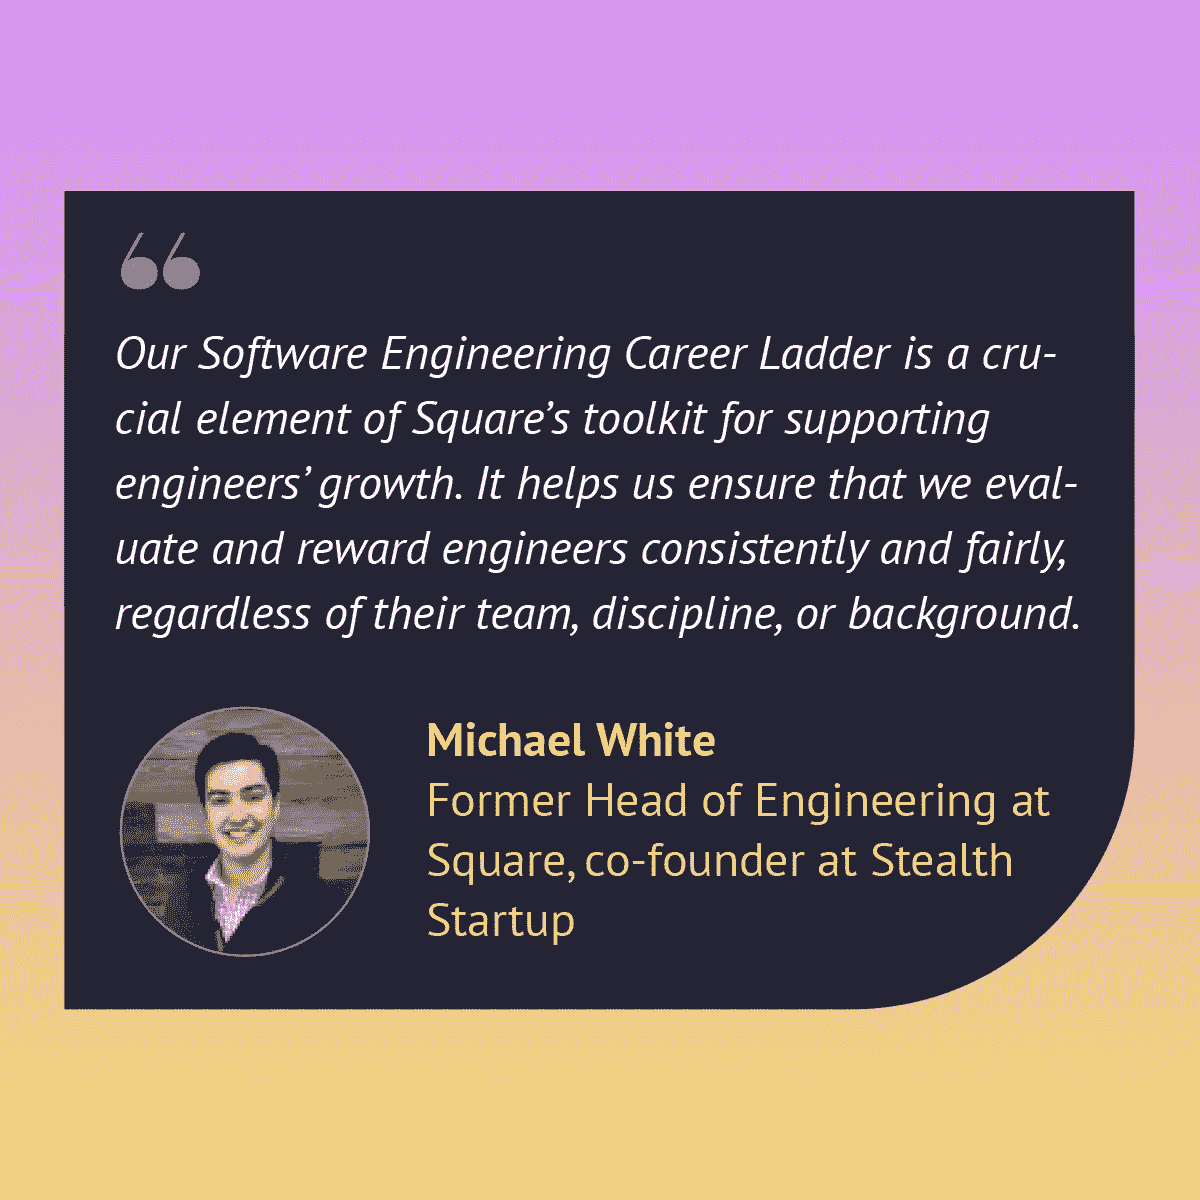 “
Our Software Engineering Career Ladder is a cru-
cial element of Square’s toolkit for supporting
engineers’ growth. It helps us ensure that we eval-
uate and reward engineers consistently and fairly,
regardless of their team, discipline, or background.
Michael White
Former Head of Engineering at
Square, co-founder at Stealth
Startup